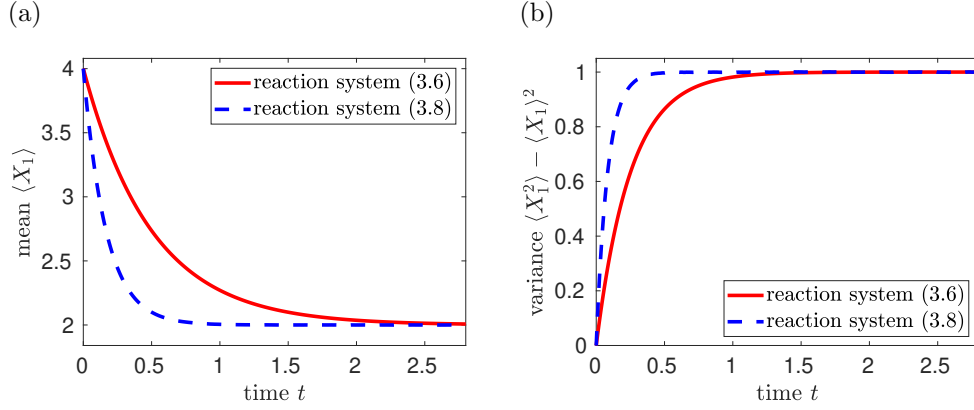 (a)
mean ⟨X₁⟩
4
3.5
3
2.5
2
0 0.5 1 1.5 2 2.5
time t
reaction system (3.6)
reaction system (3.8)
(b)
variance ⟨X₁²⟩ − ⟨X₁⟩²
1
0.8
0.6
0.4
0.2
0
0 0.5 1 1.5 2 2.5
time t
reaction system (3.6)
reaction system (3.8)